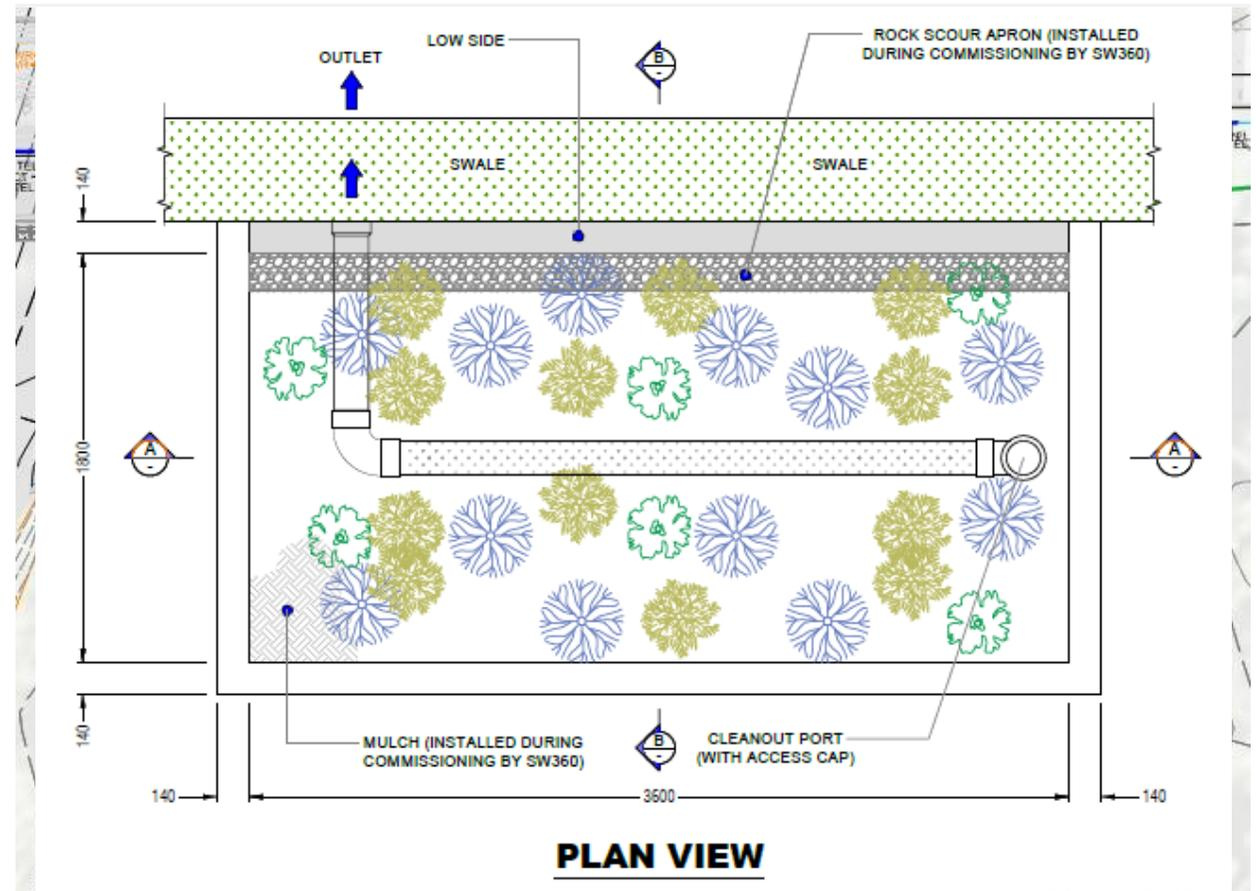 LOW SIDE
OUTLET
B
-
ROCK SCOUR APRON (INSTALLED
DURING COMMISSIONING BY SW360)
140
SWALE
SWALE
1800
A
-
A
-
140
MULCH (INSTALLED DURING
COMMISSIONING BY SW360)
B
-
CLEANOUT PORT
(WITH ACCESS CAP)
140
3600
140
PLAN VIEW